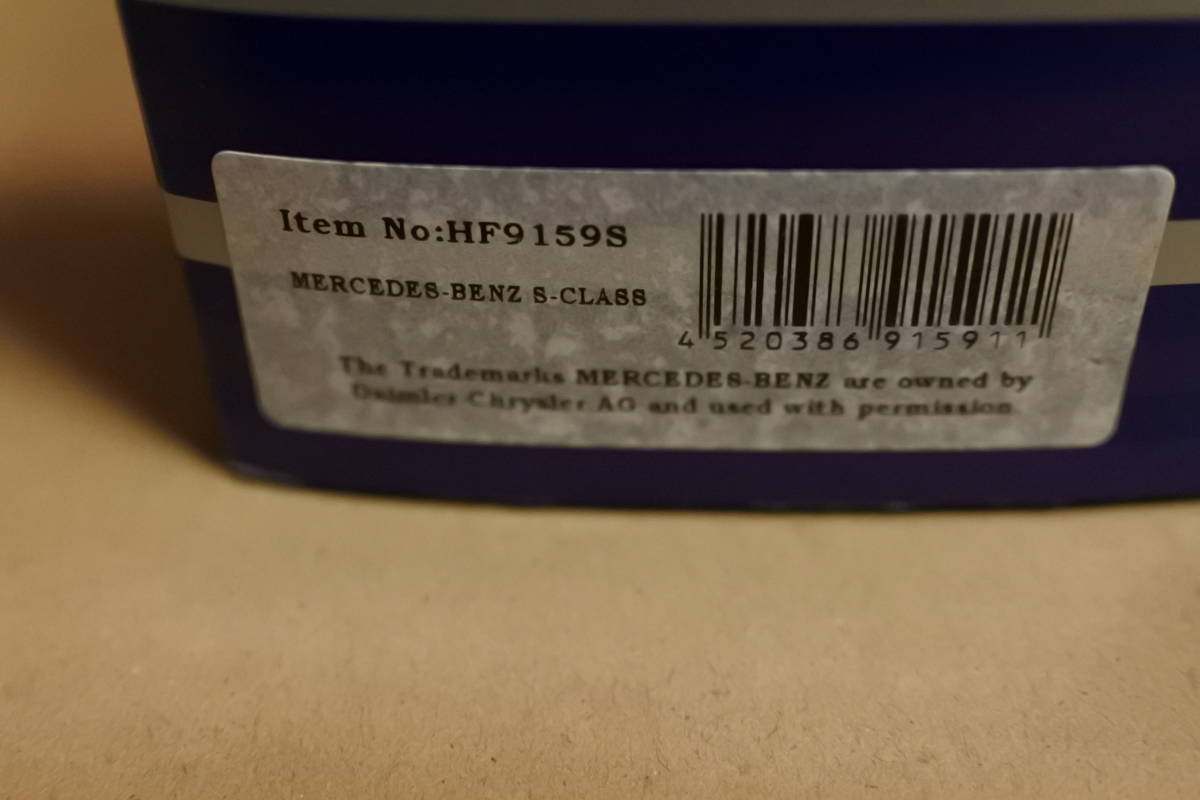 Item No:HF9159S
MERCEDES-BENZ S-CLASS
4 520386 915911
The Trademarks MERCEDES-BENZ are owned by
Daimler Chrysler AG and used with permission